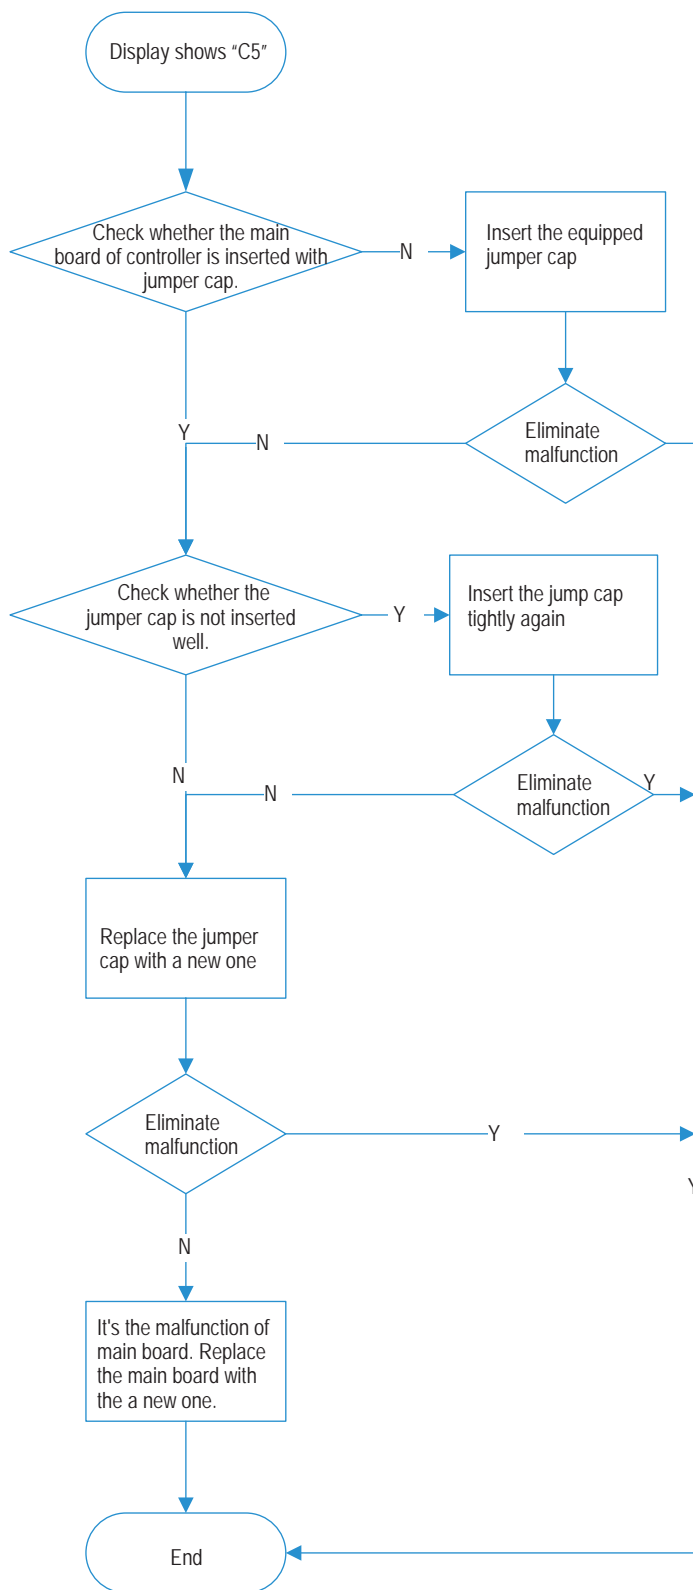 Display shows “C5”
Check whether the main
board of controller is inserted with
jumper cap.
N
Insert the equipped
jumper cap
Y
N
Eliminate
malfunction
Check whether the
jumper cap is not inserted
well.
Y
Insert the jump cap
tightly again
N
N
Eliminate
malfunction
Y
Replace the jumper
cap with a new one
Eliminate
malfunction
Y
Y
N
It's the malfunction of
main board. Replace
the main board with
the a new one.
End